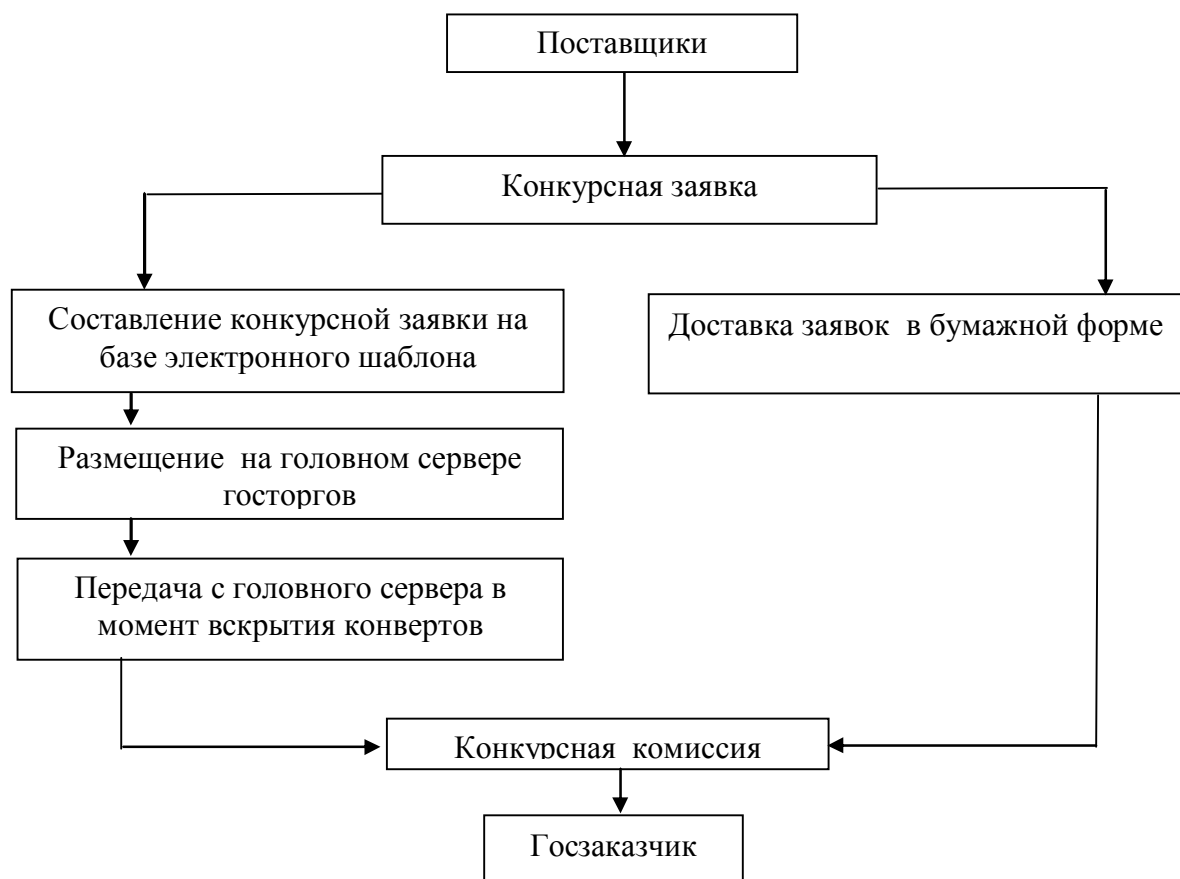 Поставщики
Конкурсная заявка
Составление конкурсной заявки на
базе электронного шаблона
Доставка заявок в бумажной форме
Размещение на головном сервере
госторгов
Передача с головного сервера в
момент вскрытия конвертов
Конкурсная комиссия
Госзаказчик